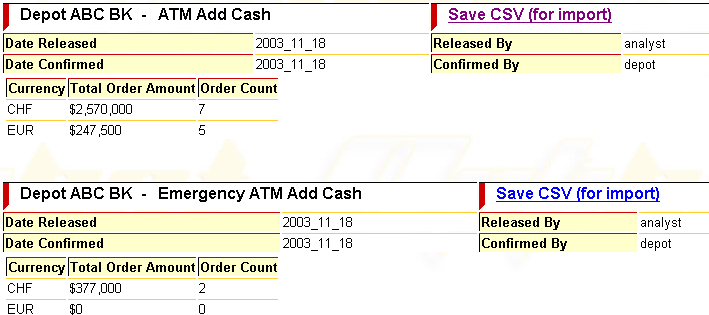 Depot ABC BK - ATM Add Cash Save CSV (for import)
Date Released 2003_11_18 Released By analyst
Date Confirmed 2003_11_18 Confirmed By depot
Currency Total Order Amount Order Count
CHF $2,570,000 7
EUR $247,500 5
Depot ABC BK - Emergency ATM Add Cash Save CSV (for import)
Date Released 2003_11_18 Released By analyst
Date Confirmed 2003_11_18 Confirmed By depot
Currency Total Order Amount Order Count
CHF $377,000 2
EUR $0 0